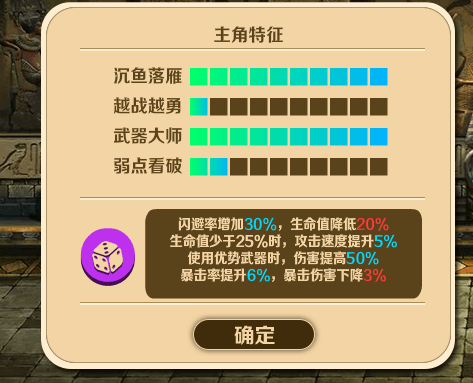 主角特征
沉鱼落雁
越战越勇
武器大师
弱点看破
闪避率增加30%，生命值降低20%
生命值少于25%时，攻击速度提升5%
使用优势武器时，伤害提高50%
暴击率提升6%，暴击伤害下降3%
确定